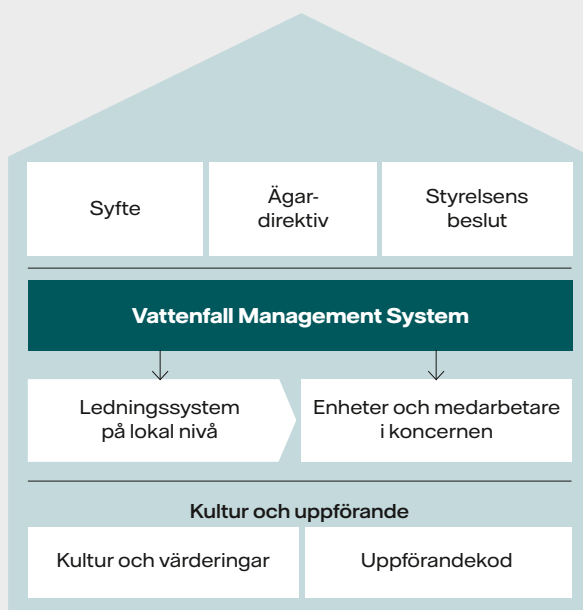 Syfte
Ägar-
direktiv
Styrelsens
beslut
Vattenfall Management System
Ledningssystem
på lokal nivå
Enheter och medarbetare
i koncernen
Kultur och uppförande
Kultur och värderingar
Uppförandekod